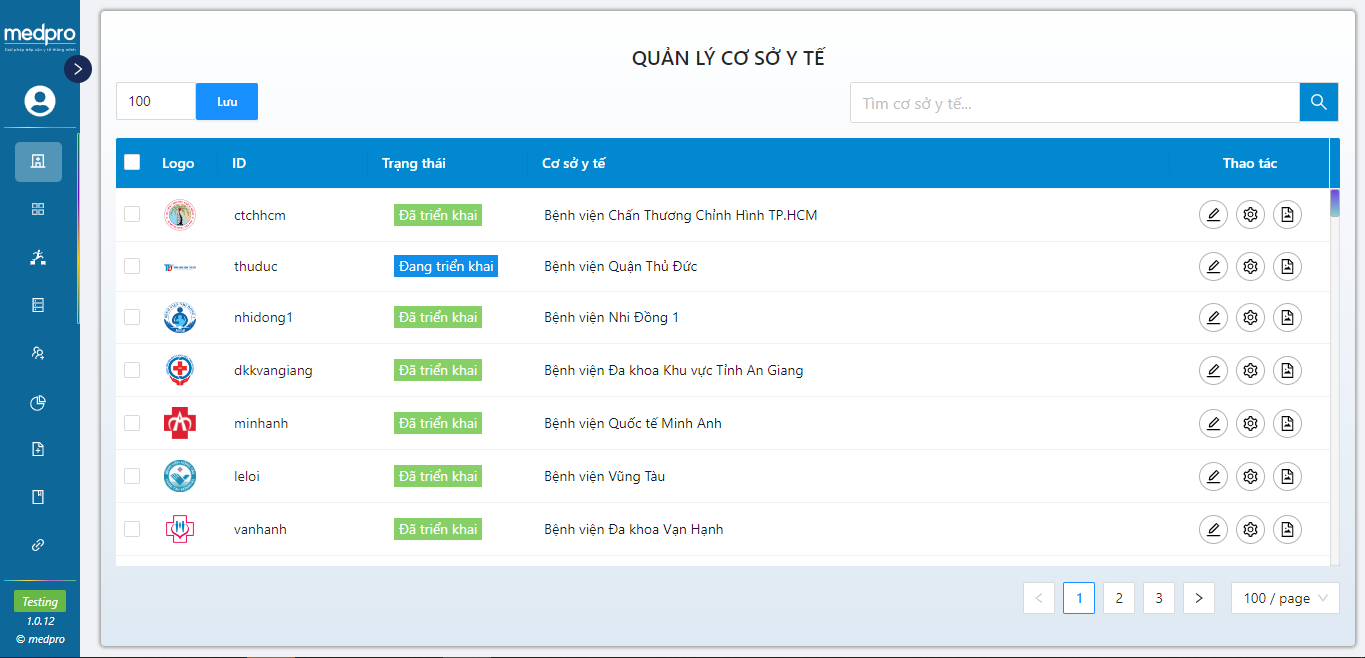 medpro
Giải pháp tiếp cận y tế thông minh
QUẢN LÝ CƠ SỞ Y TẾ
100 Lưu Tìm cơ sở y tế...
Logo ID Trạng thái Cơ sở y tế Thao tác
ctchhcm Đã triển khai Bệnh viện Chấn Thương Chỉnh Hình TP.HCM
thuduc Đang triển khai Bệnh viện Quận Thủ Đức
nhidong1 Đã triển khai Bệnh viện Nhi Đồng 1
dkkvangiang Đã triển khai Bệnh viện Đa khoa Khu vực Tỉnh An Giang
minhanh Đã triển khai Bệnh viện Quốc tế Minh Anh
leloi Đã triển khai Bệnh viện Vũng Tàu
vanhanh Đã triển khai Bệnh viện Đa khoa Vạn Hạnh
< 1 2 3 > 100 / page
Testing
1.0.12
© medpro